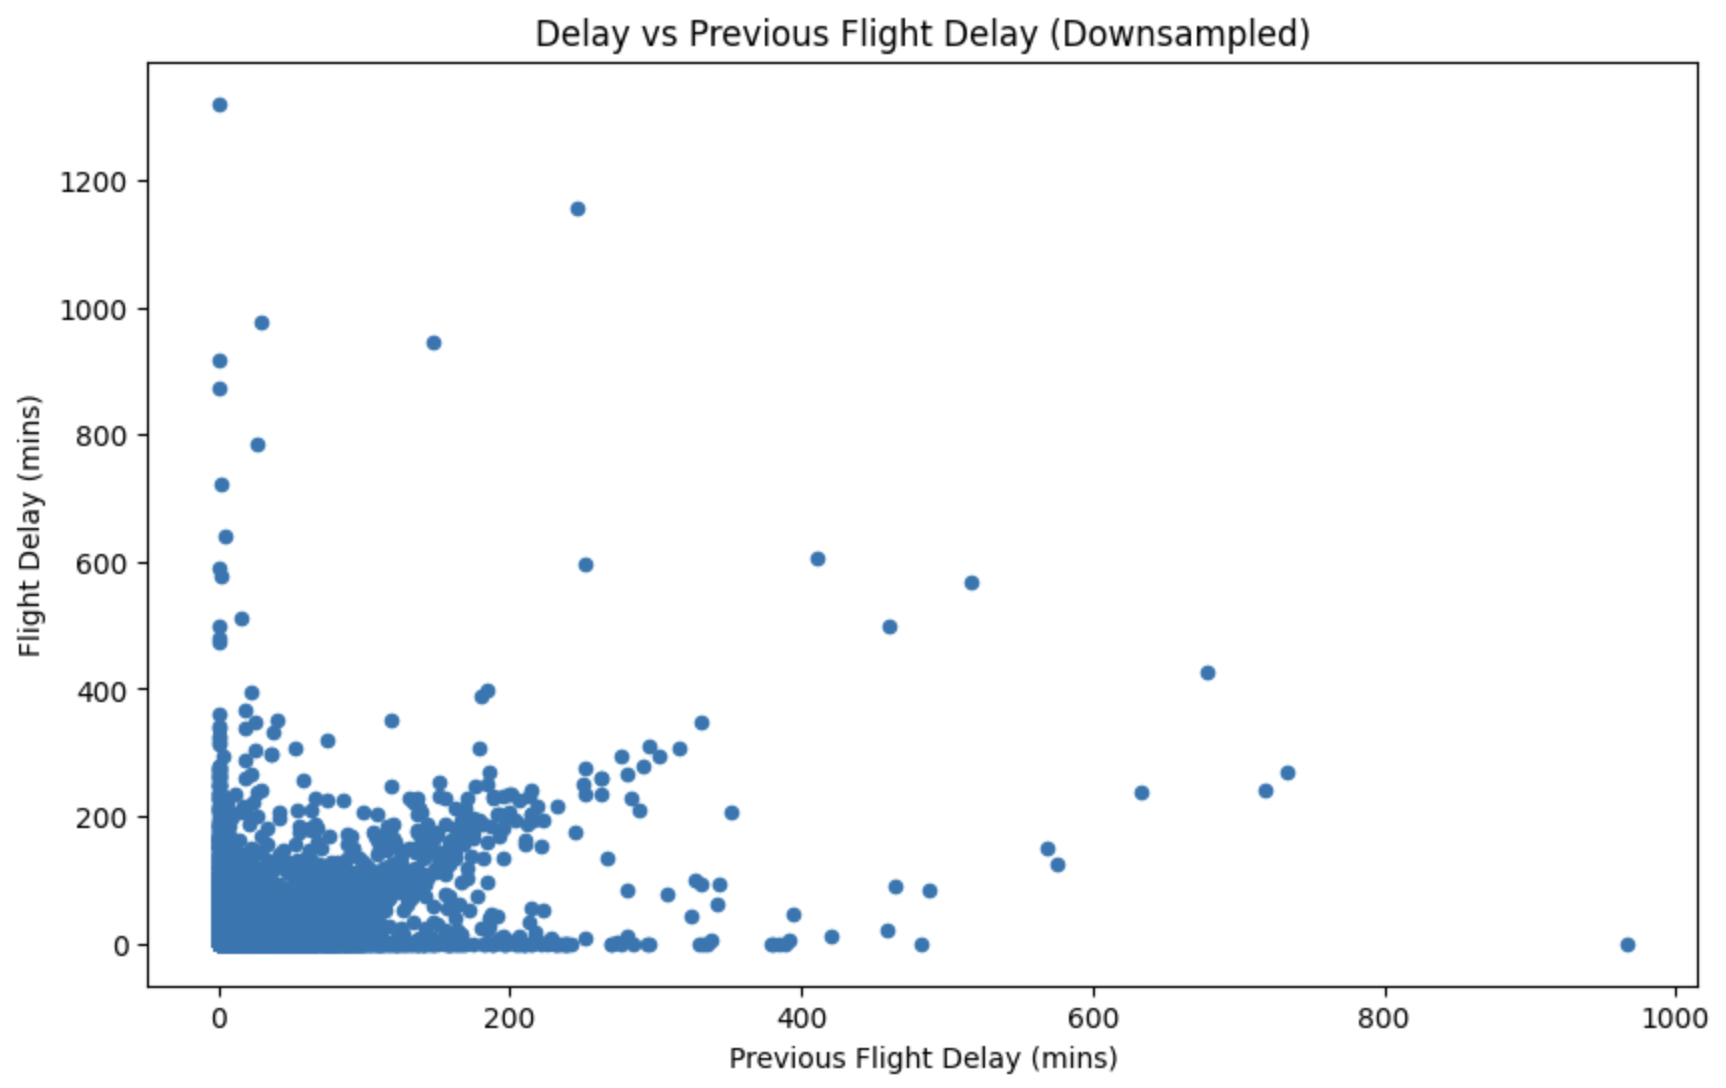 Delay vs Previous Flight Delay (Downsampled)
Flight Delay (mins)
1200
1000
800
600
400
200
0
0 200 400 600 800 1000
Previous Flight Delay (mins)